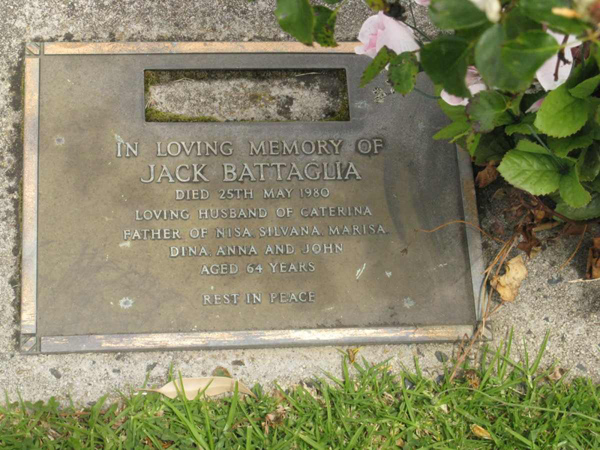 IN LOVING MEMORY OF
JACK BATTAGLIA
DIED 25TH MAY 1980
LOVING HUSBAND OF CATERINA
FATHER OF NISA, SILVANA, MARISA,
DINA, ANNA AND JOHN
AGED 64 YEARS
REST IN PEACE